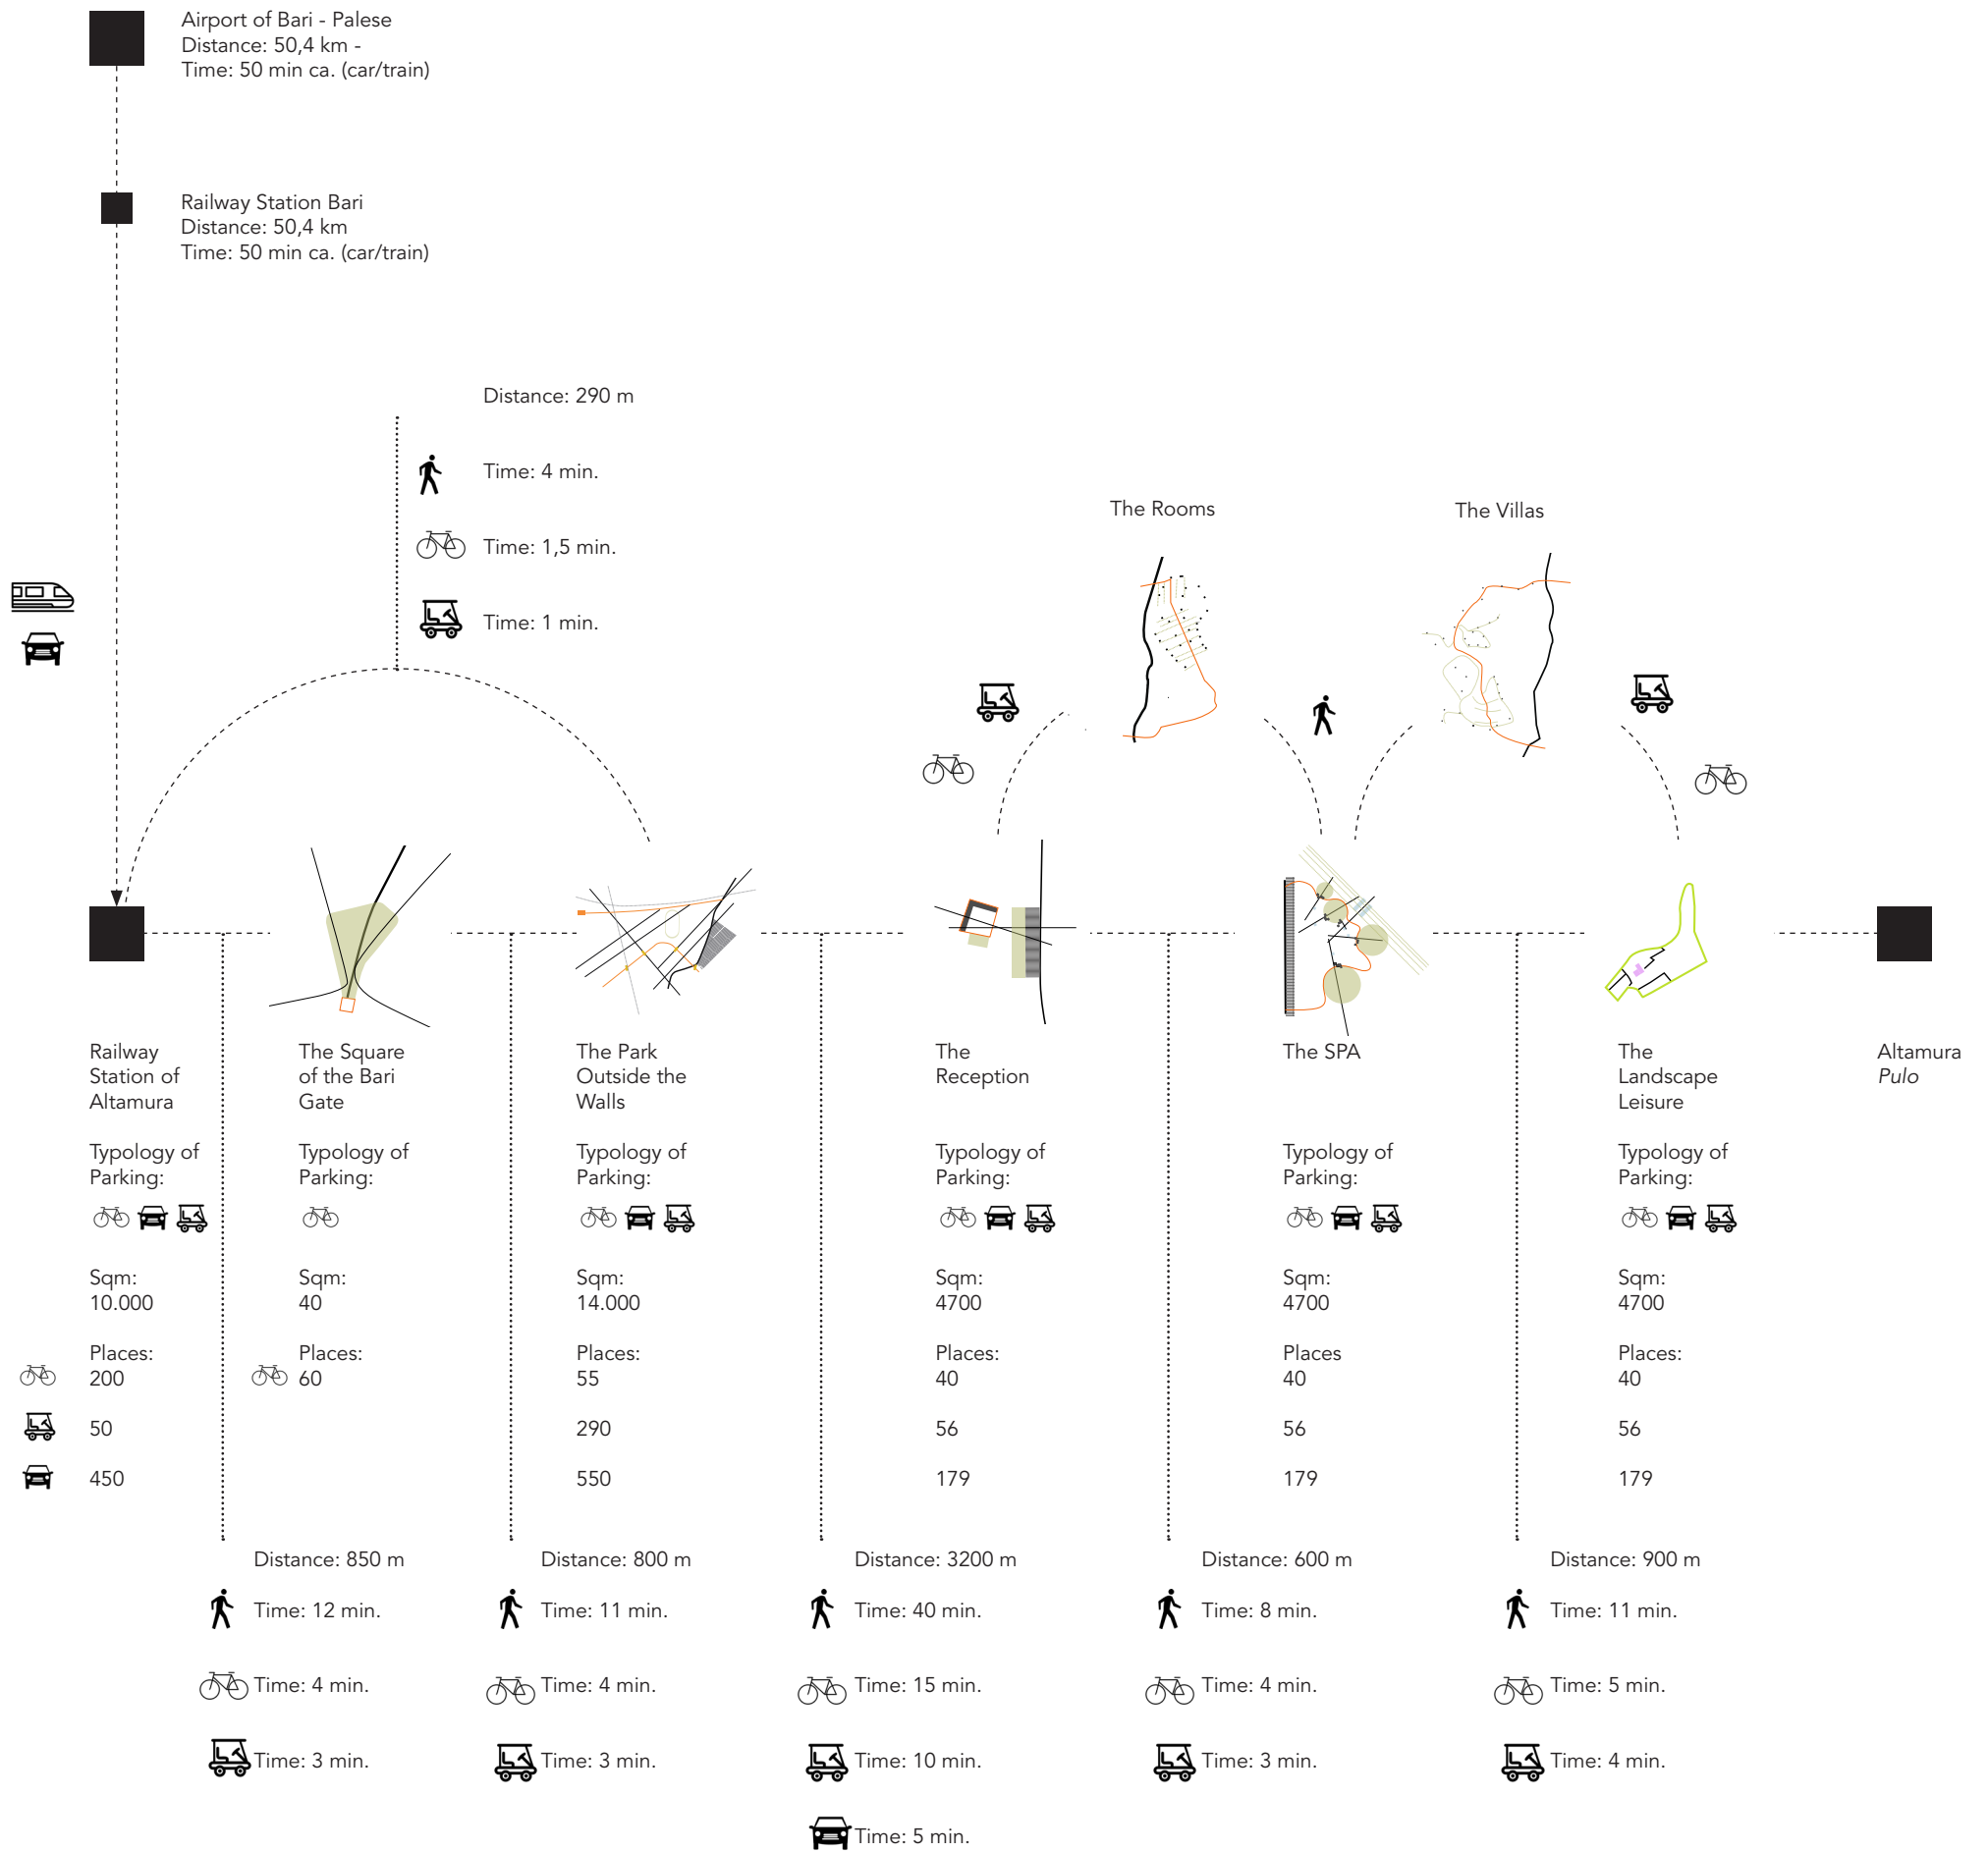 Airport of Bari - Palese
Distance: 50,4 km -
Time: 50 min ca. (car/train)
Railway Station Bari
Distance: 50,4 km
Time: 50 min ca. (car/train)
Distance: 290 m
Time: 4 min.
Time: 1,5 min.
Time: 1 min.
The Rooms
The Villas
Railway
Station of
Altamura
Typology of
Parking:
Sqm:
10.000
Places:
200
50
450
The Square
of the Bari
Gate
Typology of
Parking:
Sqm:
40
Places:
60
The Park
Outside the
Walls
Typology of
Parking:
Sqm:
14.000
Places:
55
290
550
The
Reception
Typology of
Parking:
Sqm:
4700
Places:
40
56
179
The SPA
Typology of
Parking:
Sqm:
4700
Places
40
56
179
The
Landscape
Leisure
Typology of
Parking:
Sqm:
4700
Places:
40
56
179
Altamura
Pulo
Distance: 850 m
Time: 12 min.
Time: 4 min.
Time: 3 min.
Distance: 800 m
Time: 11 min.
Time: 4 min.
Time: 3 min.
Distance: 3200 m
Time: 40 min.
Time: 15 min.
Time: 10 min.
Time: 5 min.
Distance: 600 m
Time: 8 min.
Time: 4 min.
Time: 3 min.
Distance: 900 m
Time: 11 min.
Time: 5 min.
Time: 4 min.